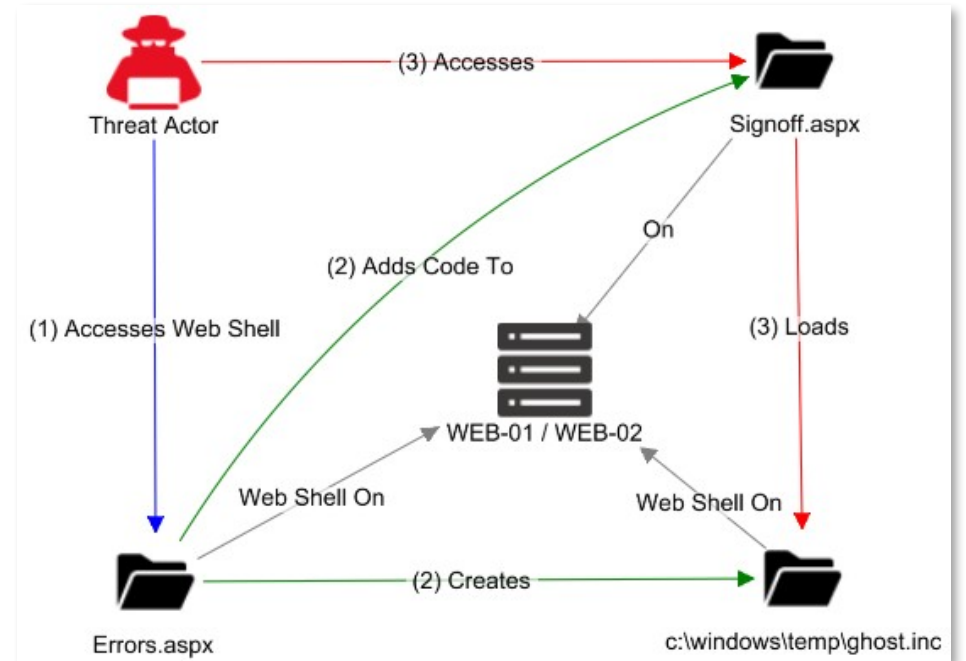 (3) Accesses
Threat Actor
Signoff.aspx
On
(2) Adds Code To
(1) Accesses Web Shell
(3) Loads
WEB-01 / WEB-02
Web Shell On
Web Shell On
(2) Creates
Errors.aspx
c:\windows\temp\ghost.inc